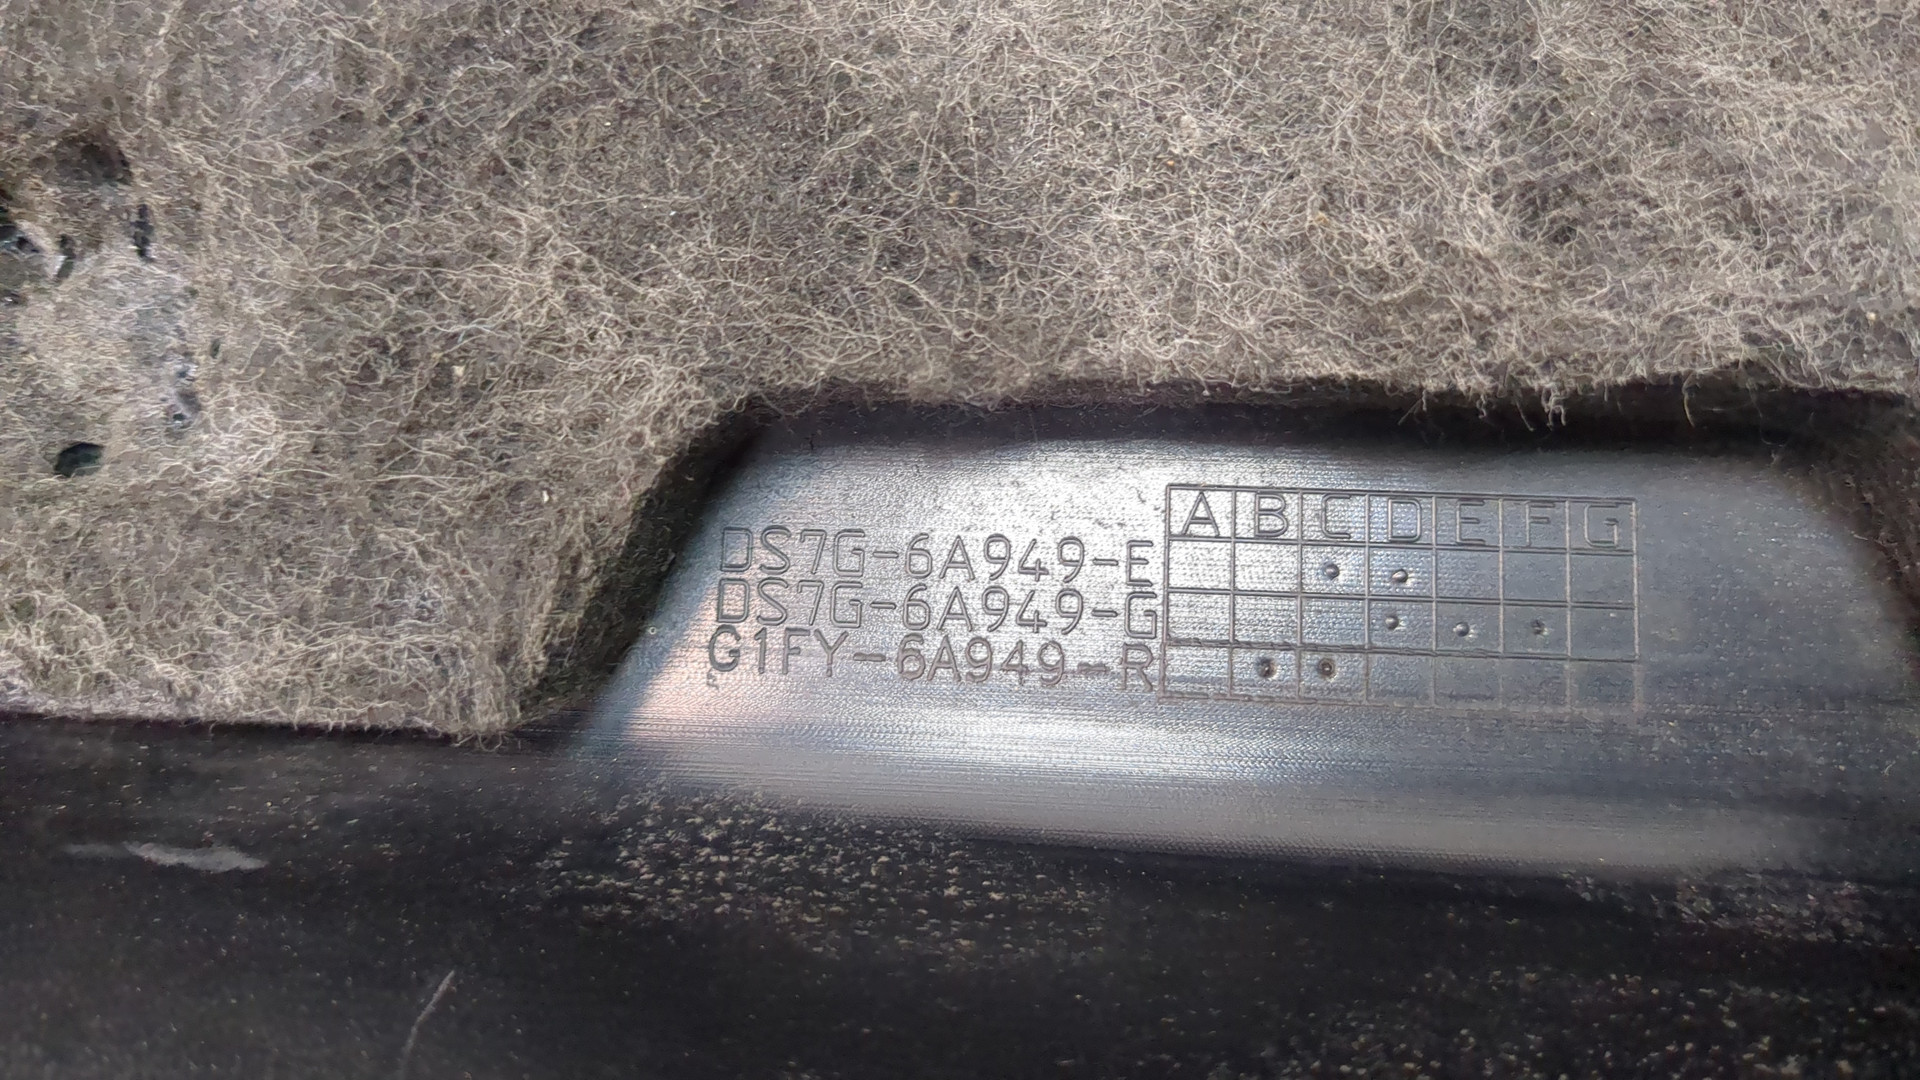 A B C D E F G
DS7G-6A949-E
DS7G-6A949-G
G1FY-6A949-R